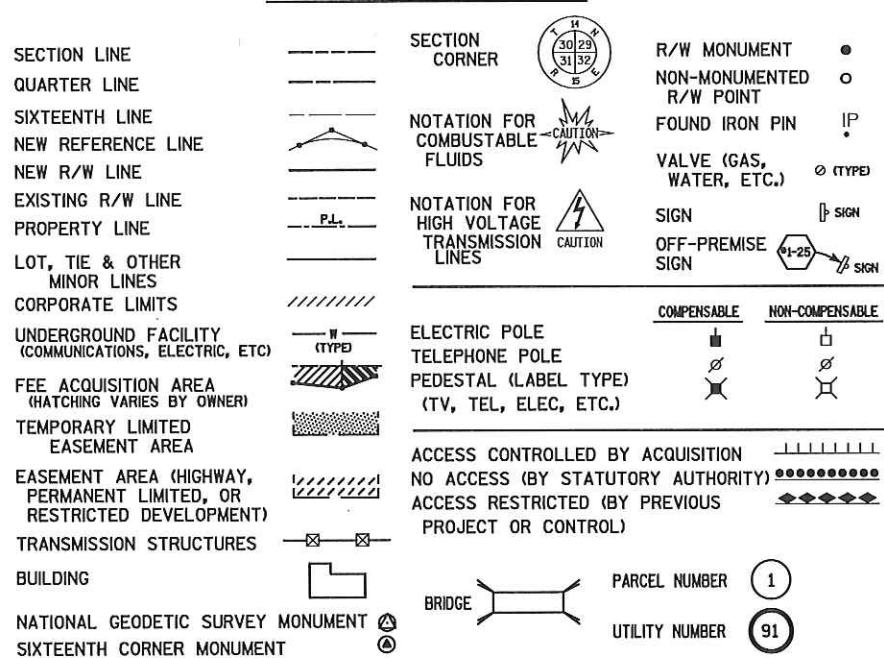 SECTION LINE
QUARTER LINE
SIXTEENTH LINE
NEW REFERENCE LINE
NEW R/W LINE
EXISTING R/W LINE
PROPERTY LINE
P.L.
LOT, TIE & OTHER
MINOR LINES
CORPORATE LIMITS
UNDERGROUND FACILITY
(COMMUNICATIONS, ELECTRIC, ETC)
W
(TYPE)
FEE ACQUISITION AREA
(HATCHING VARIES BY OWNER)
TEMPORARY LIMITED
EASEMENT AREA
EASEMENT AREA (HIGHWAY,
PERMANENT LIMITED, OR
RESTRICTED DEVELOPMENT)
TRANSMISSION STRUCTURES
BUILDING
NATIONAL GEODETIC SURVEY MONUMENT
SIXTEENTH CORNER MONUMENT
SECTION
CORNER
T 14 N
30 29
31 32
R 15 E
NOTATION FOR
COMBUSTABLE
FLUIDS
CAUTION
NOTATION FOR
HIGH VOLTAGE
TRANSMISSION
LINES
CAUTION
R/W MONUMENT
NON-MONUMENTED
R/W POINT
FOUND IRON PIN
IP
VALVE (GAS,
WATER, ETC.)
(TYPE)
SIGN
SIGN
OFF-PREMISE
SIGN
1-25
SIGN
COMPENSABLE NON-COMPENSABLE
ELECTRIC POLE
TELEPHONE POLE
PEDESTAL (LABEL TYPE)
(TV, TEL, ELEC, ETC.)
ACCESS CONTROLLED BY ACQUISITION
NO ACCESS (BY STATUTORY AUTHORITY)
ACCESS RESTRICTED (BY PREVIOUS
PROJECT OR CONTROL)
BRIDGE
PARCEL NUMBER 1
UTILITY NUMBER 91